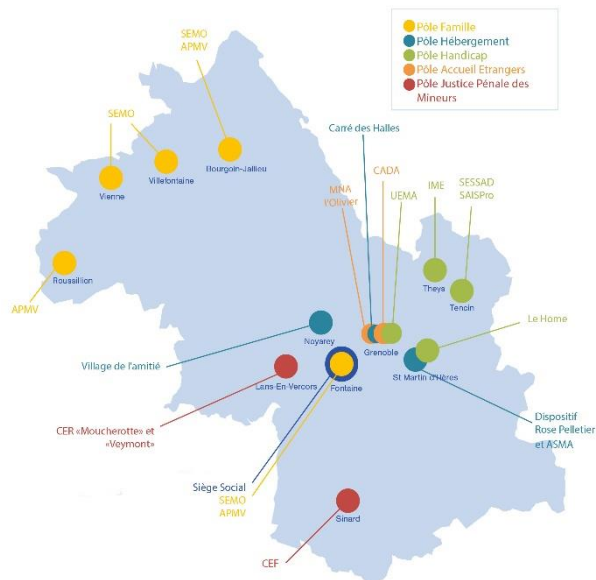 Pôle Famille
Pôle Hébergement
Pôle Handicap
Pôle Accueil Etrangers
Pôle Justice Pénale des
Mineurs
SEMO
APMV
SEMO
Bourgoin-Jallieu
Villefontaine
Vienne
Carré des Halles
CADA
MNA
l'Olivier
UEMA
IME
SESSAD
SAISPro
Roussillion
APMV
Theys
Tencin
Noyarey
Grenoble
Le Home
Village de l'amitié
Lans-En-Vercors
Fontaine
St Martin d'Hères
CER «Moucherotte» et
«Veymont»
Dispositif
Rose Pelletier
et ASMA
Siège Social
SEMO
APMV
Sinard
CEF